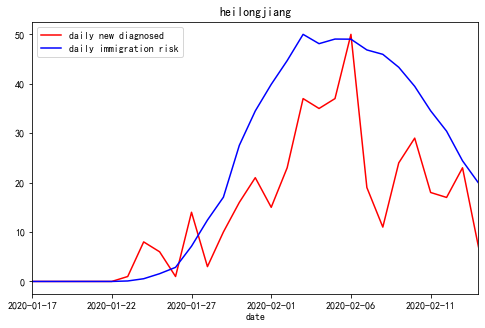 heilongjiang
daily new diagnosed
daily immigration risk
50
40
30
20
10
0
2020-01-17 2020-01-22 2020-01-27 2020-02-01 2020-02-06 2020-02-11
date